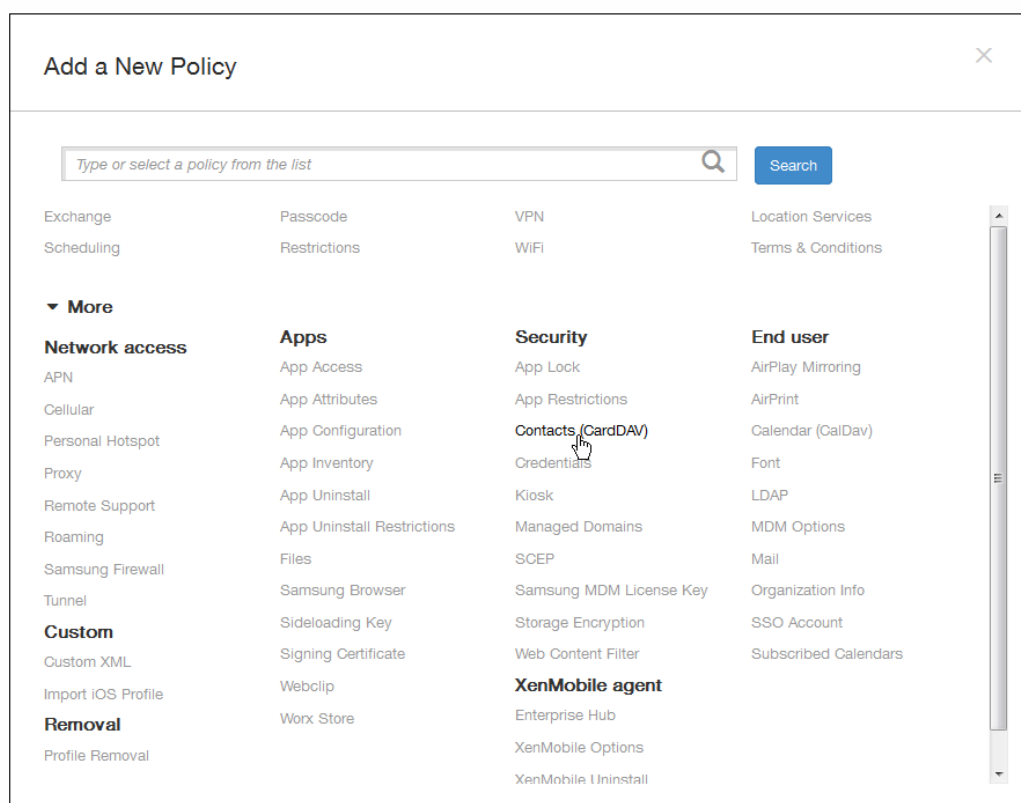 Add a New Policy
Type or select a policy from the list
Search
Exchange
Passcode
VPN
Location Services
Scheduling
Restrictions
WiFi
Terms & Conditions
More
Network access
APN
Cellular
Personal Hotspot
Proxy
Remote Support
Roaming
Samsung Firewall
Tunnel
Custom
Custom XML
Import iOS Profile
Removal
Profile Removal
Apps
App Access
App Attributes
App Configuration
App Inventory
App Uninstall
App Uninstall Restrictions
Files
Samsung Browser
Sideloading Key
Signing Certificate
Webclip
Worx Store
Security
App Lock
App Restrictions
Contacts (CardDAV)
Credentials
Kiosk
Managed Domains
SCEP
Samsung MDM License Key
Storage Encryption
Web Content Filter
XenMobile agent
Enterprise Hub
XenMobile Options
XenMobile Uninstall
End user
AirPlay Mirroring
AirPrint
Calendar (CalDav)
Font
LDAP
MDM Options
Mail
Organization Info
SSO Account
Subscribed Calendars